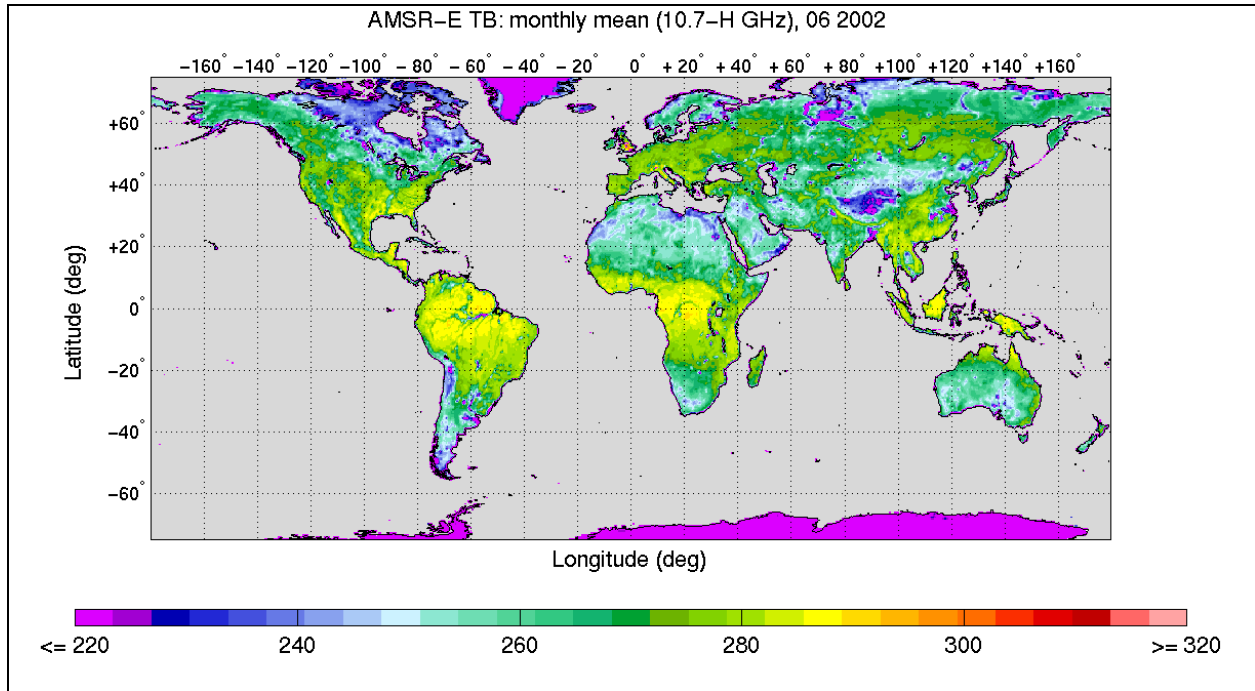 AMSR-E TB: monthly mean (10.7-H GHz), 06 2002
-160° -140° -120° -100° -80° -60° -40° -20° 0° +20° +40° +60° +80° +100° +120° +140° +160°
+60°
+40°
+20°
0°
-20°
-40°
-60°
Latitude (deg)
Longitude (deg)
<= 220 240 260 280 300 >= 320